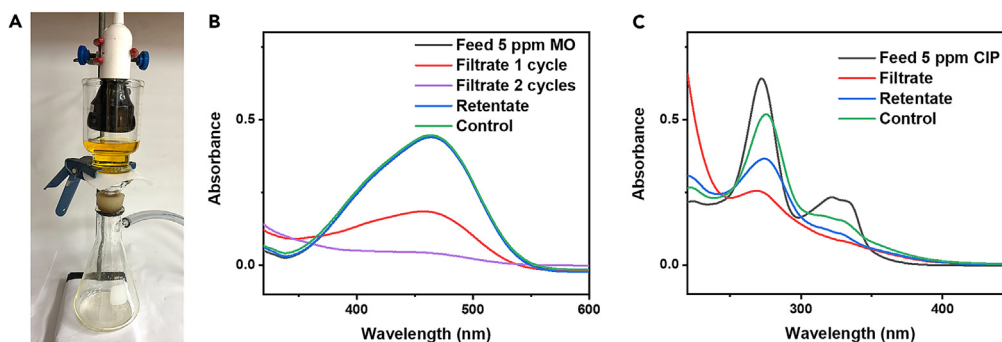 A
B
Feed 5 ppm MO
Filtrate 1 cycle
Filtrate 2 cycles
Retentate
Control
0.5
0.0
400
500
600
Absorbance
Wavelength (nm)
C
Feed 5 ppm CIP
Filtrate
Retentate
Control
0.5
0.0
300
400
Absorbance
Wavelength (nm)